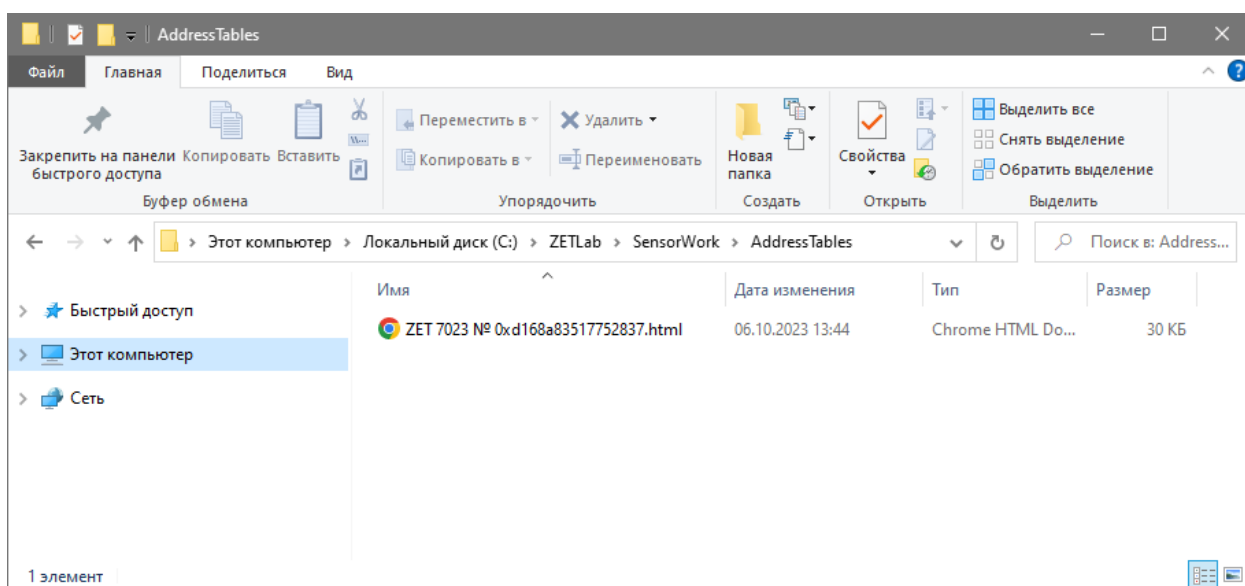 AddressTables
Файл Главная Поделиться Вид
Закрепить на панели быстрого доступа
Копировать
Вставить
Буфер обмена
Переместить в
Копировать в
Удалить
Переименовать
Упорядочить
Новая папка
Создать
Свойства
Открыть
Выделить все
Снять выделение
Обратить выделение
Выделить
Этот компьютер > Локальный диск (C:) > ZETLab > SensorWork > AddressTables
Поиск в: Address...
Быстрый доступ
Этот компьютер
Сеть
Имя Дата изменения Тип Размер
ZET 7023 № 0xd168a83517752837.html 06.10.2023 13:44 Chrome HTML Do... 30 КБ
1 элемент